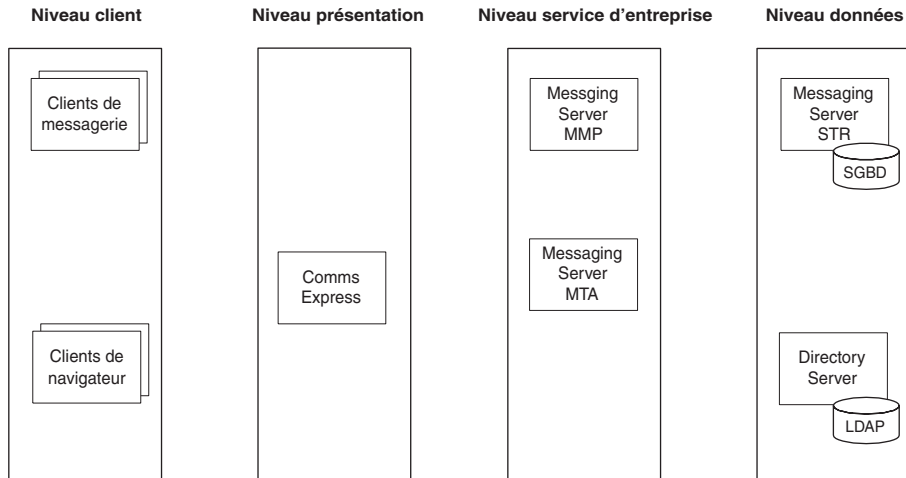 Niveau client
Niveau présentation
Niveau service d'entreprise
Niveau données
Clients de
messagerie
Clients de
navigateur
Comms
Express
Messging
Server
MMP
Messaging
Server
MTA
Messaging
Server
STR
SGBD
Directory
Server
LDAP